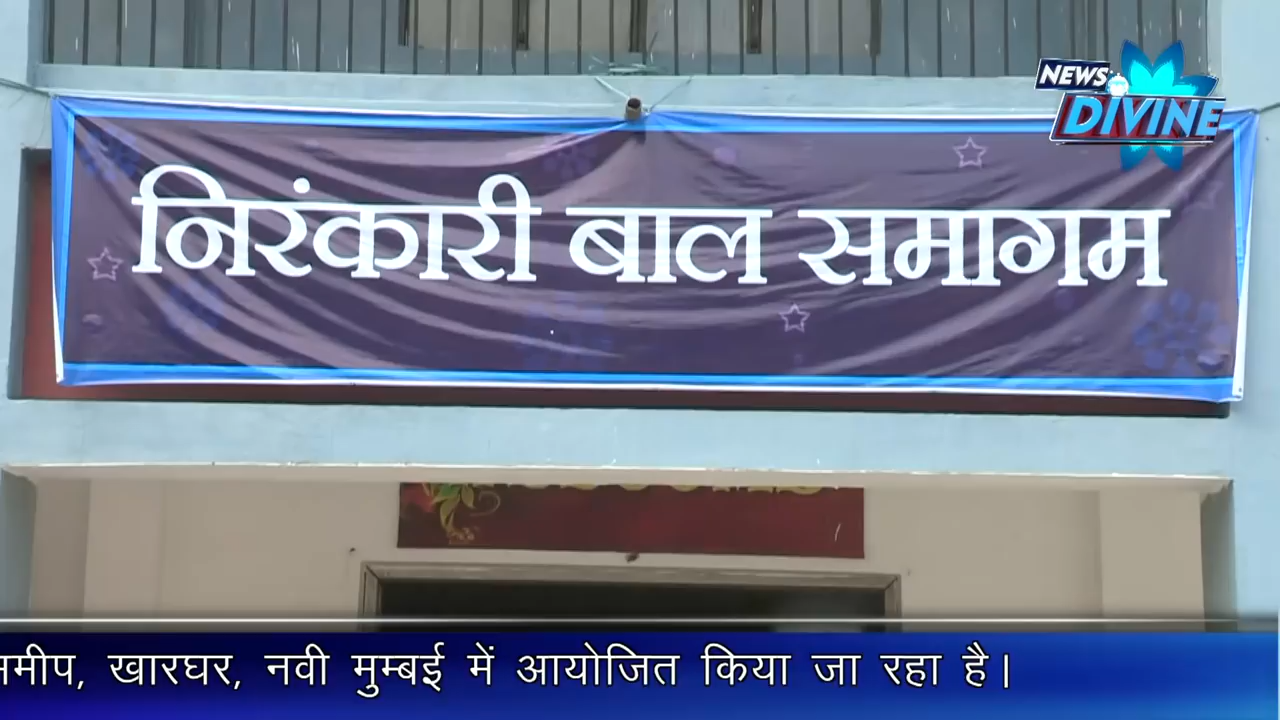 NEWS
DIVINE
निरंकारी बाल समागम
खारघर, नवी मुम्बई में आयोजित किया जा रहा है।